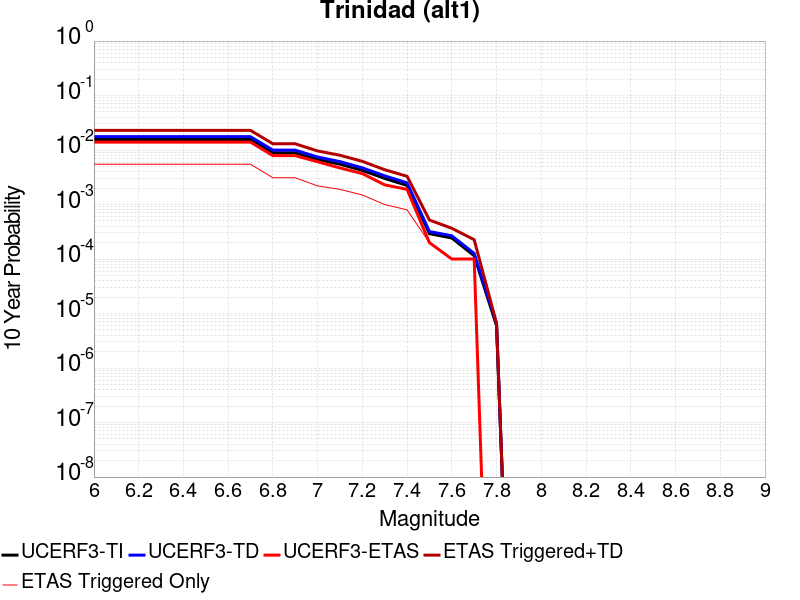 Trinidad (alt1)
10^0
10^-1
10^-2
10^-3
10^-4
10^-5
10^-6
10^-7
10^-8
10 Year Probability
6 6.2 6.4 6.6 6.8 7 7.2 7.4 7.6 7.8 8 8.2 8.4 8.6 8.8 9
Magnitude
UCERF3-TI UCERF3-TD UCERF3-ETAS ETAS Triggered+TD
ETAS Triggered Only